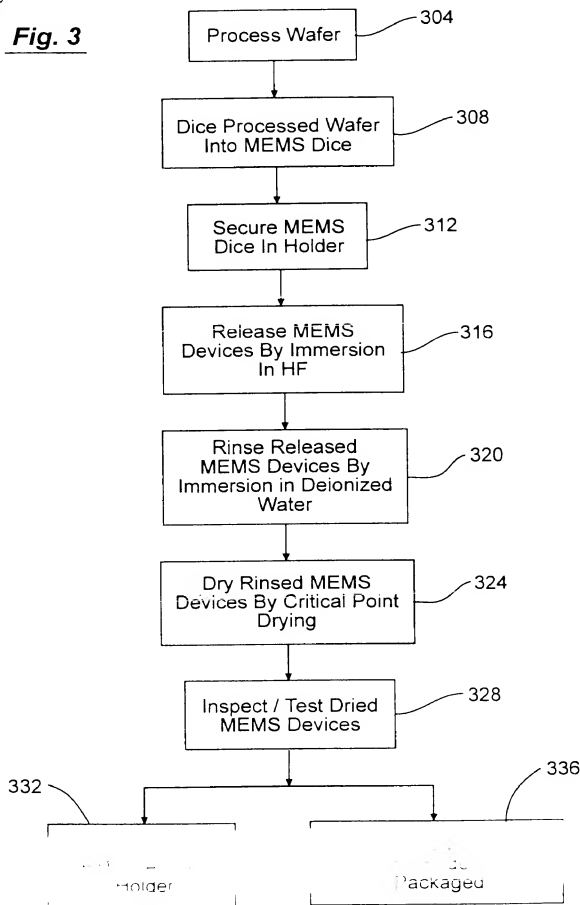 Fig. 3
Process Wafer
304
Dice Processed Wafer
Into MEMS Dice
308
Secure MEMS
Dice In Holder
312
Release MEMS
Devices By Immersion
In HF
316
Rinse Released
MEMS Devices By
Immersion in Deionized
Water
320
Dry Rinsed MEMS
Devices By Critical Point
Drying
324
Inspect / Test Dried
MEMS Devices
328
332
336
Holder
Packaged